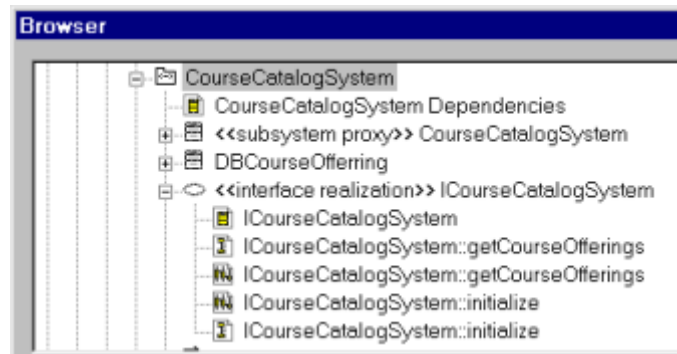 Browser
CourseCatalogSystem
CourseCatalogSystem Dependencies
<<subsystem proxy>> CourseCatalogSystem
DBCourseOfferring
<<interface realization>> ICourseCatalogSystem
ICourseCatalogSystem
ICourseCatalogSystem::getCourseOfferings
ICourseCatalogSystem::getCourseOfferings
ICourseCatalogSystem::initialize
ICourseCatalogSystem::initialize